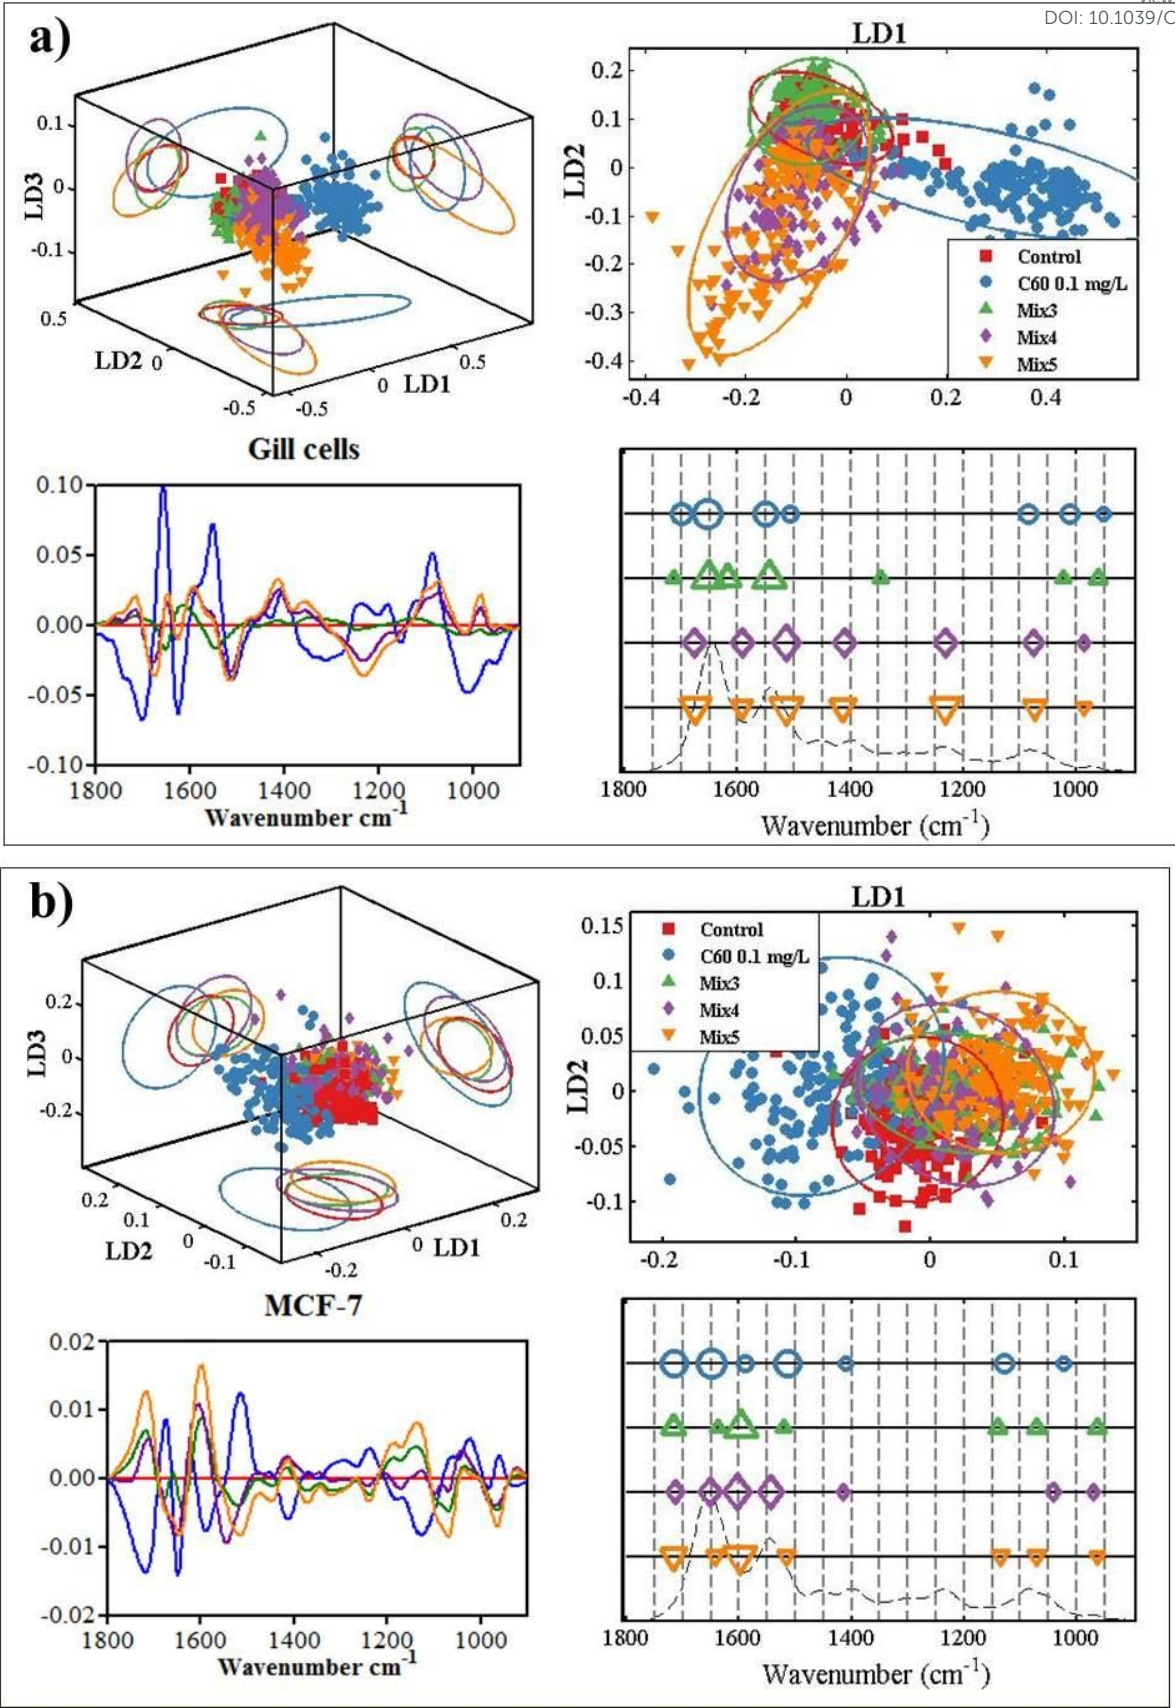 DOI: 10.1039/C
a)
LD3
0.1
0
-0.1
0.5
LD2
0
-0.5
-0.5
0
LD1
0.5
LD1
LD2
0.2
0.1
0
-0.1
-0.2
-0.3
-0.4
-0.4 -0.2 0 0.2 0.4
Control
C60 0.1 mg/L
Mix3
Mix4
Mix5
Gill cells
0.10
0.05
0.00
-0.05
-0.10
1800 1600 1400 1200 1000
Wavenumber cm-1
1800 1600 1400 1200 1000
Wavenumber (cm-1)
b)
LD3
0.2
0
-0.2
0.2
0.1
0
-0.1
LD2
-0.2
0
LD1
0.2
LD1
LD2
0.15
0.1
0.05
0
-0.05
-0.1
-0.2 -0.1 0 0.1
Control
C60 0.1 mg/L
Mix3
Mix4
Mix5
MCF-7
0.02
0.01
0.00
-0.01
-0.02
1800 1600 1400 1200 1000
Wavenumber cm-1
1800 1600 1400 1200 1000
Wavenumber (cm-1)